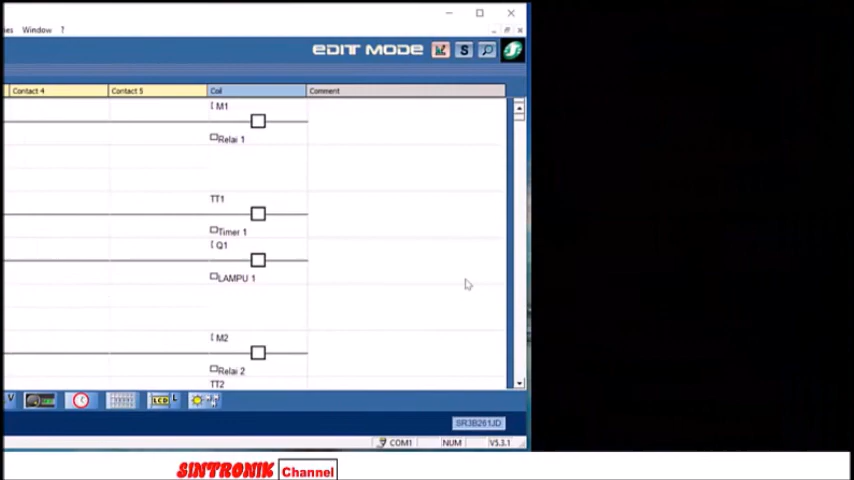 Window ?
EDIT MODE
S
Contact 4 Contact 5 Coil Comment
[ M1
Relai 1
TT1
Timer 1
[ Q1
LAMPU 1
[ M2
Relai 2
TT2
V LCD L
SR3B261JD
COM1 NUM V5.3.1
SINTRONIK Channel